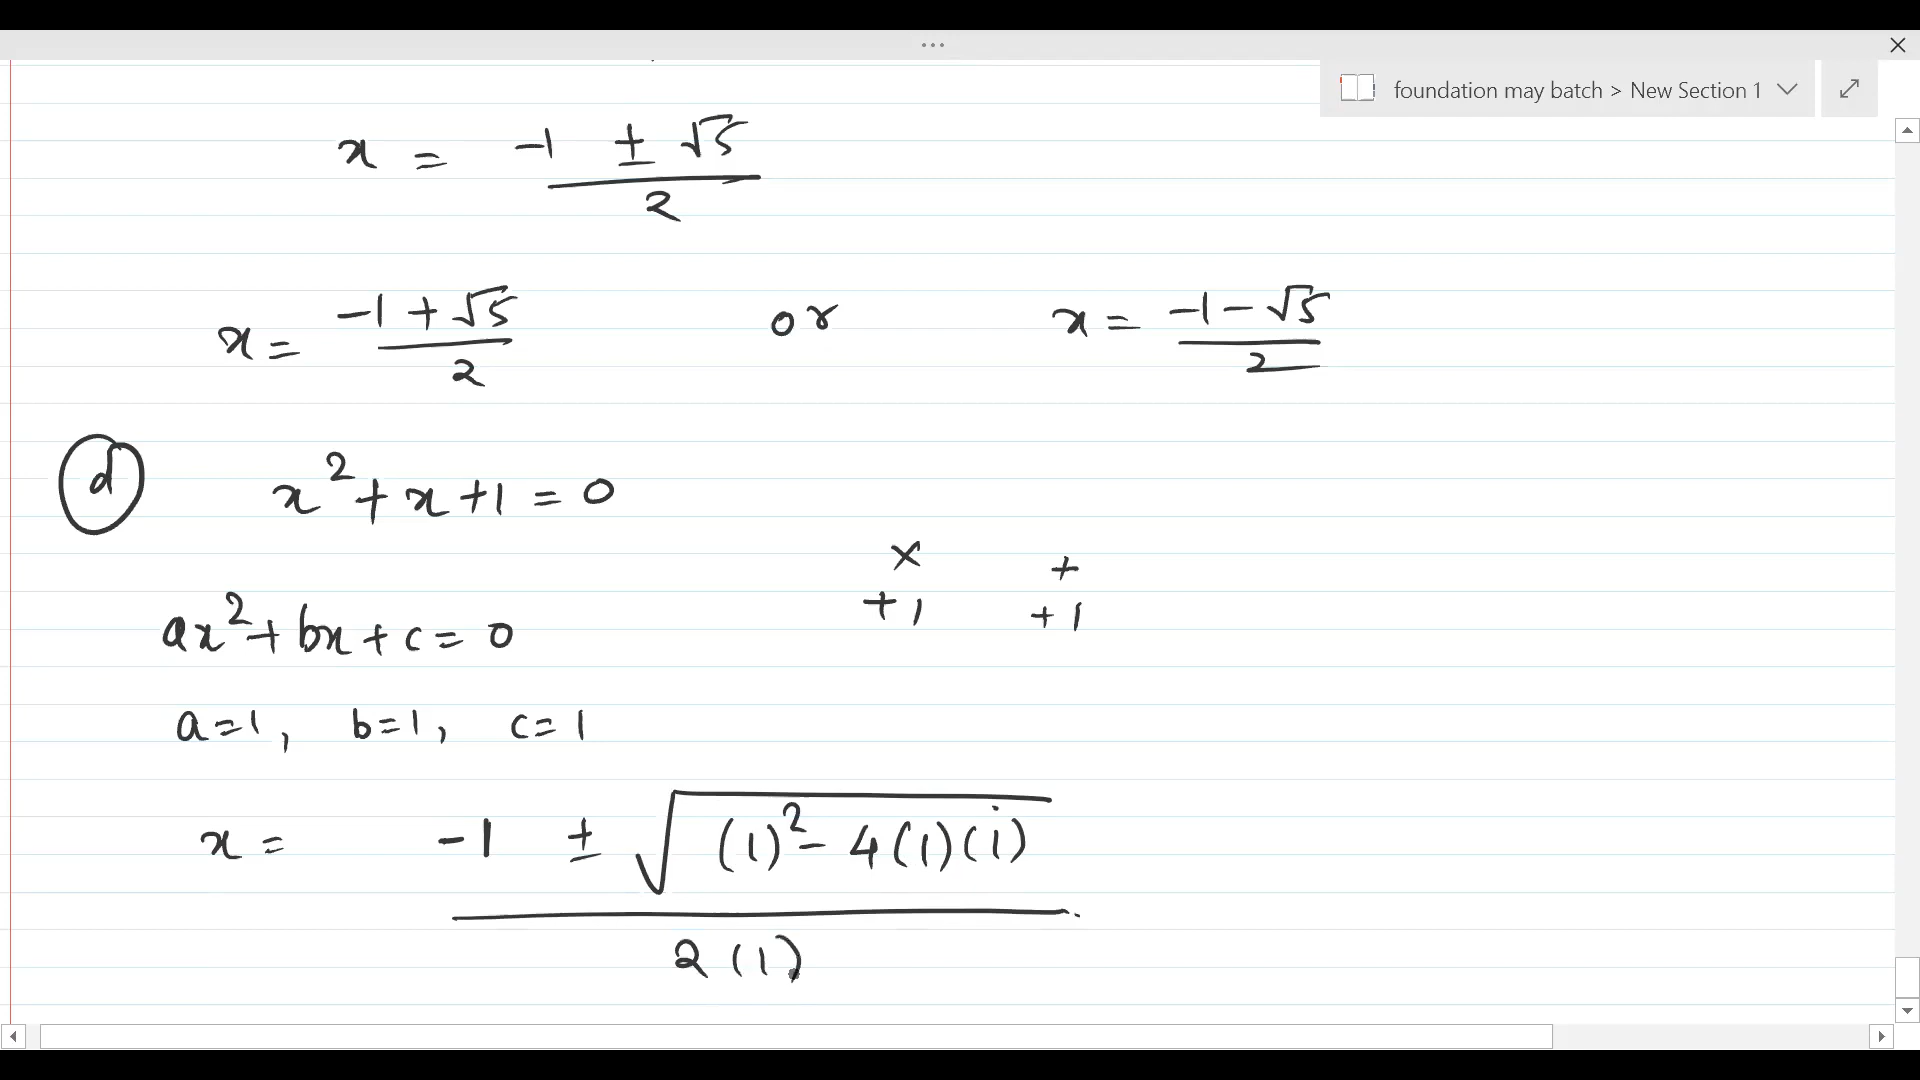 foundation may batch > New Section 1
x = -1 ± √5
2
x = -1 + √5 or x = -1 - √5
2 2
d x² + x + 1 = 0
× +
+1 +1
ax² + bx + c = 0
a=1, b=1, c=1
x = -1 ± √(1)² - 4(1)(1)
2(1)